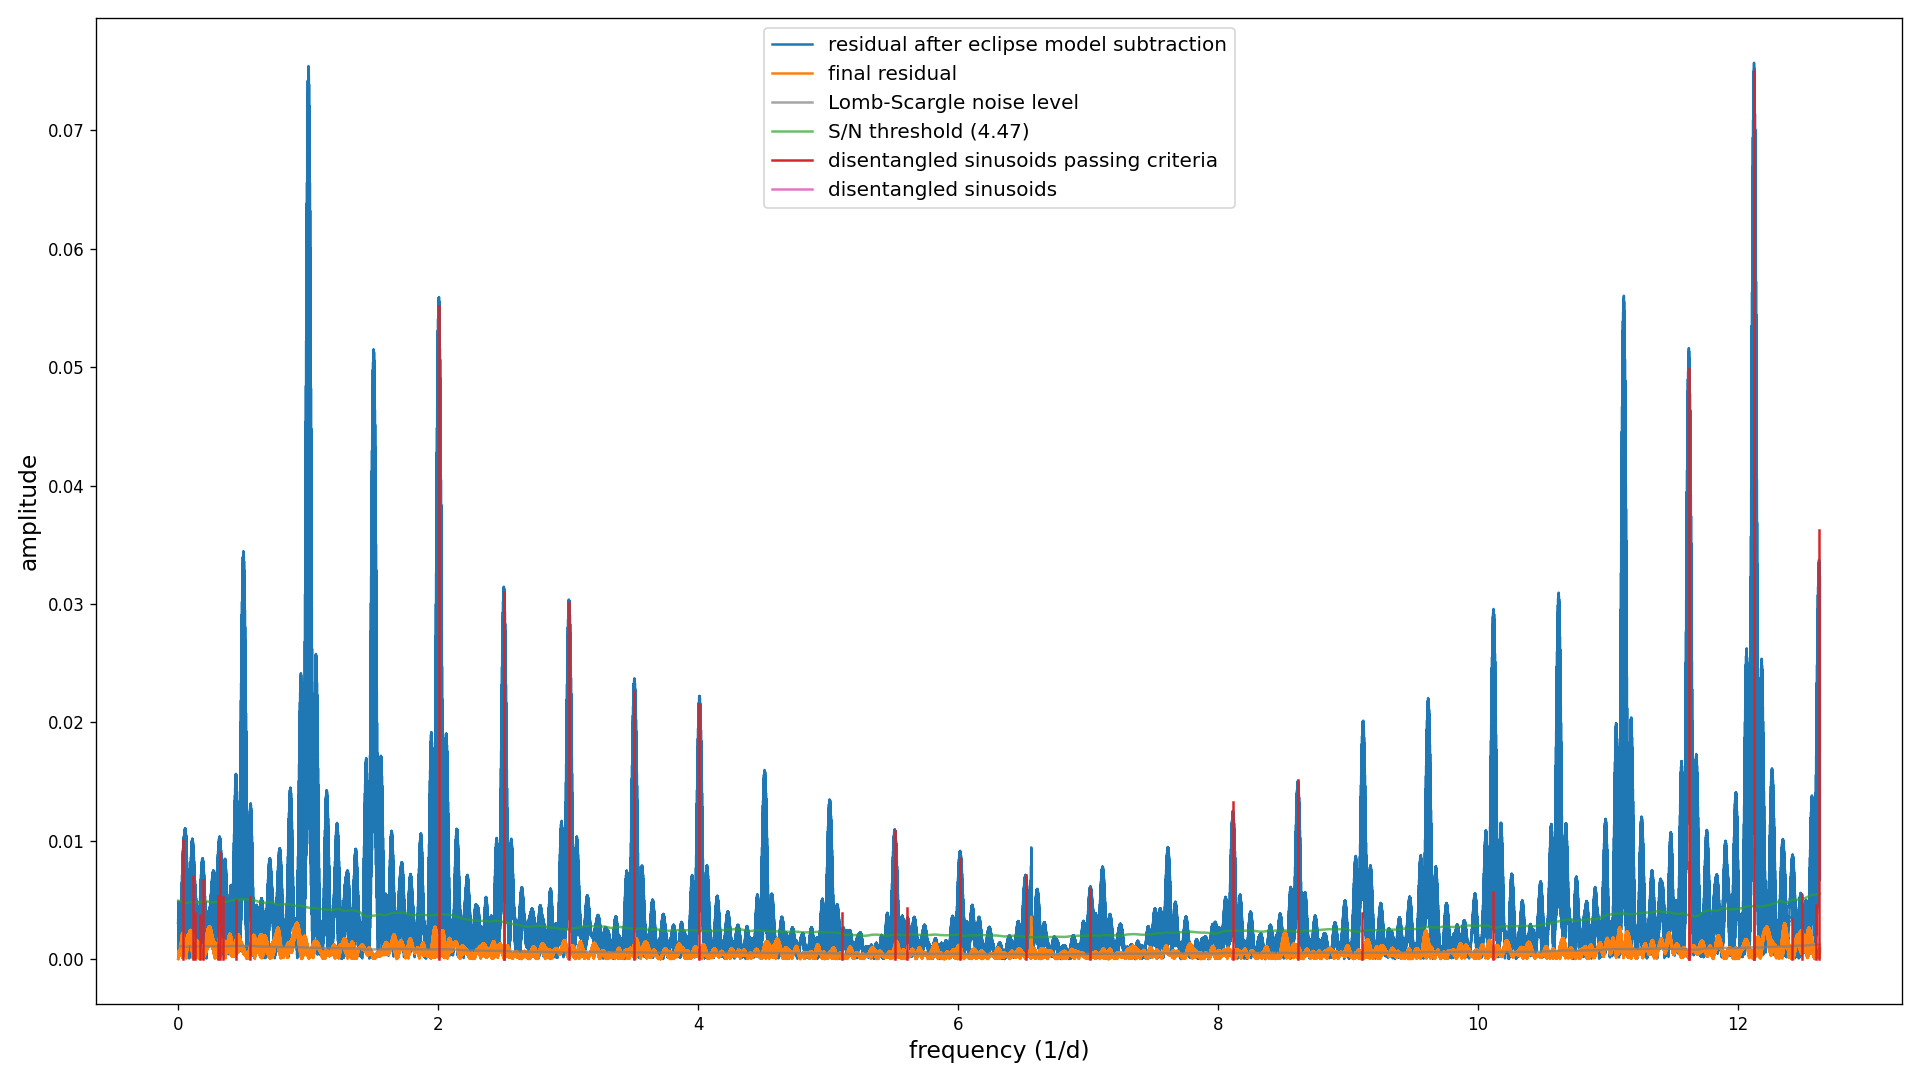 residual after eclipse model subtraction
final residual
Lomb-Scargle noise level
S/N threshold (4.47)
disentangled sinusoids passing criteria
disentangled sinusoids
0.07
0.06
0.05
0.04
0.03
0.02
0.01
0.00
amplitude
0 2 4 6 8 10 12
frequency (1/d)